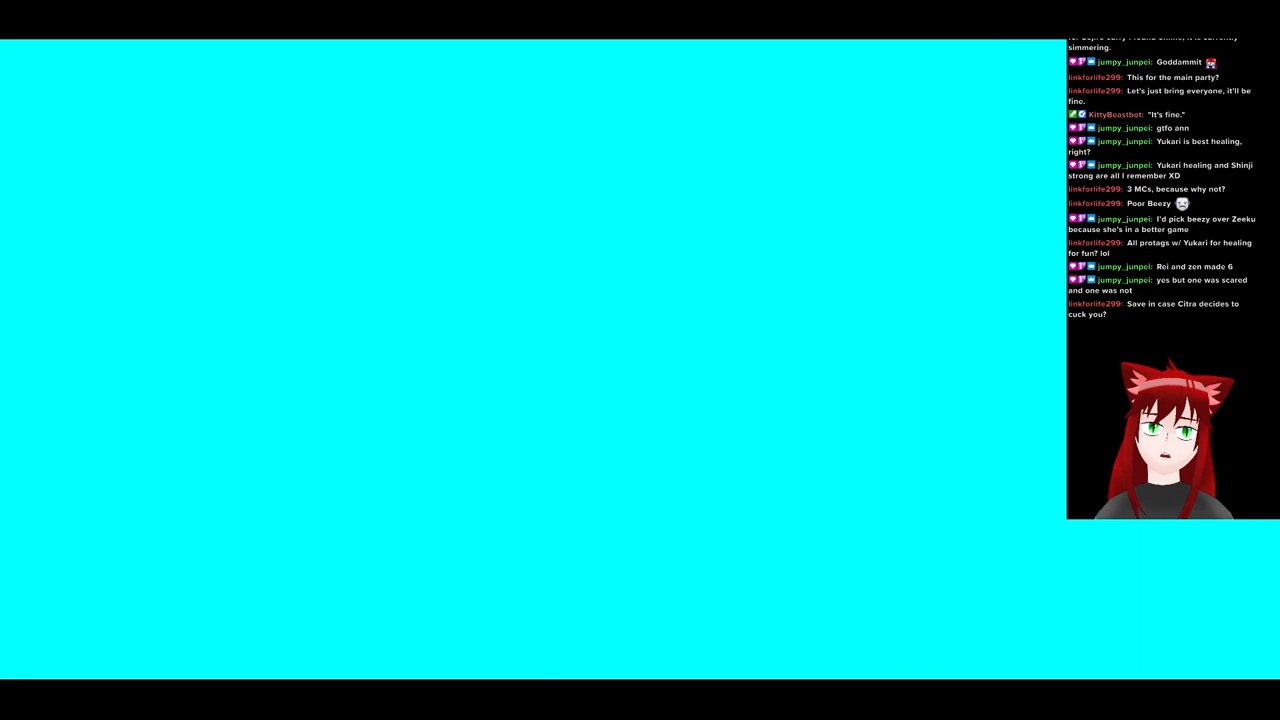 simmering.
jumpy_junpei: Goddammit
linkforlife299: This for the main party?
linkforlife299: Let's just bring everyone, it'll be
fine.
KittyBeastbot: "It's fine."
jumpy_junpei: gtfo ann
jumpy_junpei: Yukari is best healing,
right?
jumpy_junpei: Yukari healing and Shinji
strong are all I remember XD
linkforlife299: 3 MCs, because why not?
linkforlife299: Poor Beezy
jumpy_junpei: I'd pick beezy over Zeeku
because she's in a better game
linkforlife299: All protags w/ Yukari for healing
for fun? lol
jumpy_junpei: Rei and zen made 6
jumpy_junpei: yes but one was scared
and one was not
linkforlife299: Save in case Citra decides to
cuck you?